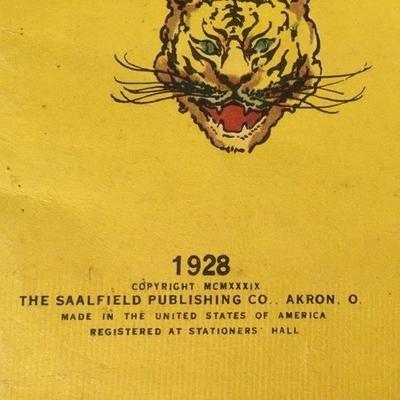 1928
COPYRIGHT MCMXXXIX
THE SAALFIELD PUBLISHING CO., AKRON, O.
MADE IN THE UNITED STATES OF AMERICA
REGISTERED AT STATIONERS' HALL